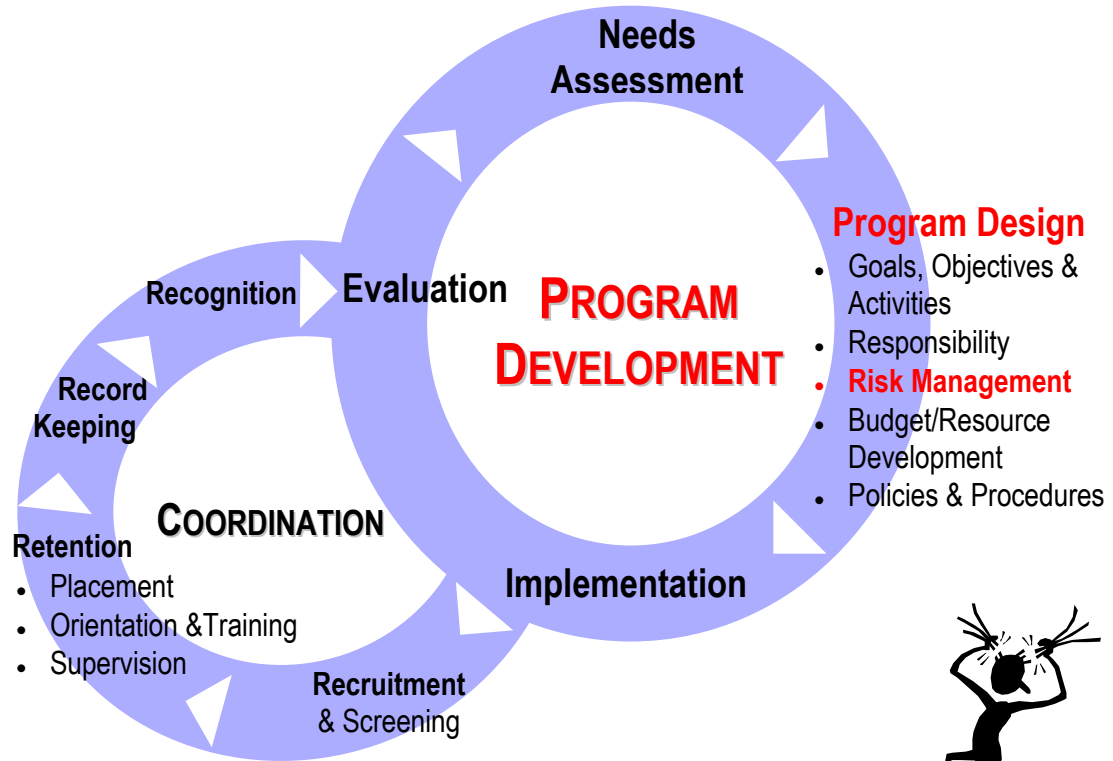 Needs
Assessment
Program Design
• Goals, Objectives &
Activities
• Responsibility
• Risk Management
• Budget/Resource
Development
• Policies & Procedures
PROGRAM
DEVELOPMENT
Implementation
Evaluation
COORDINATION
Recruitment
& Screening
Retention
• Placement
• Orientation &Training
• Supervision
Record
Keeping
Recognition